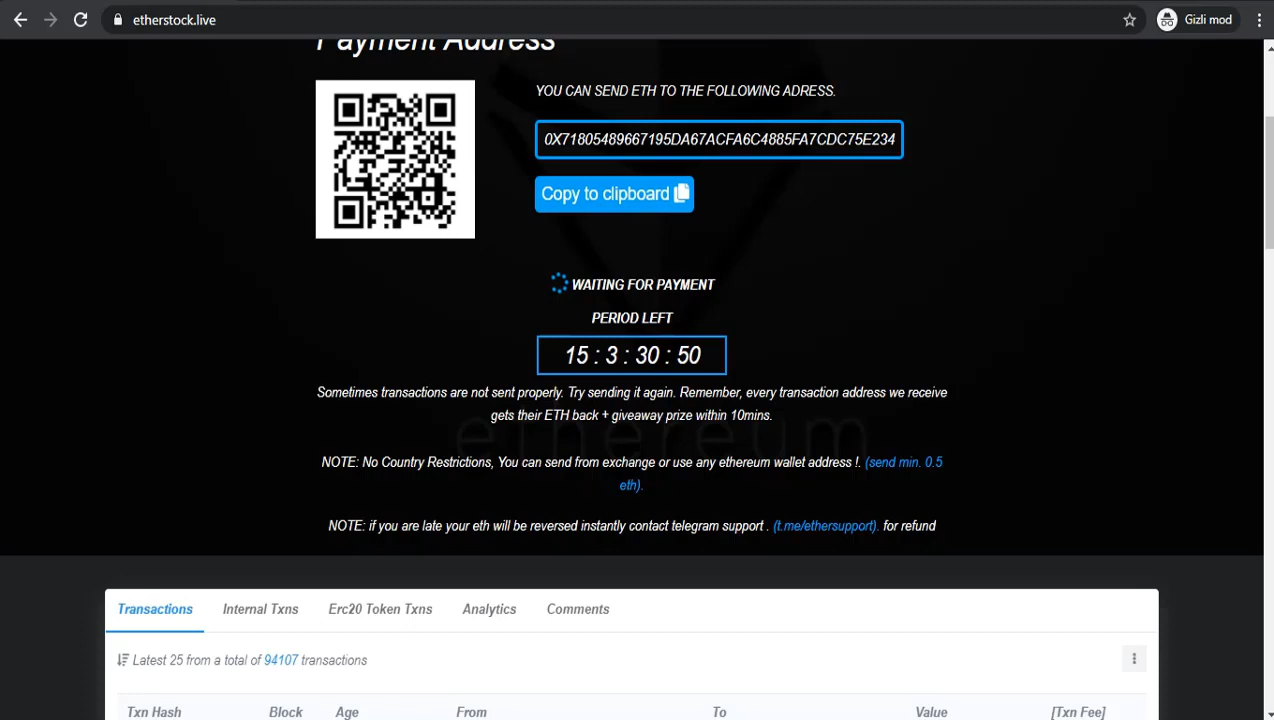 etherstock.live
Gizli mod
Payment Address
YOU CAN SEND ETH TO THE FOLLOWING ADRESS.
0X71805489667195DA67ACFA6C4885FA7CDC75E234
Copy to clipboard
WAITING FOR PAYMENT
PERIOD LEFT
15 : 3 : 30 : 50
Sometimes transactions are not sent properly. Try sending it again. Remember, every transaction address we receive
gets their ETH back + giveaway prize within 10mins.
ethereum
NOTE: No Country Restrictions, You can send from exchange or use any ethereum wallet address !. (send min. 0.5
eth).
NOTE: if you are late your eth will be reversed instantly contact telegram support . (t.me/ethersupport). for refund
Transactions Internal Txns Erc20 Token Txns Analytics Comments
Latest 25 from a total of 94107 transactions
Txn Hash Block Age From To Value [Txn Fee]